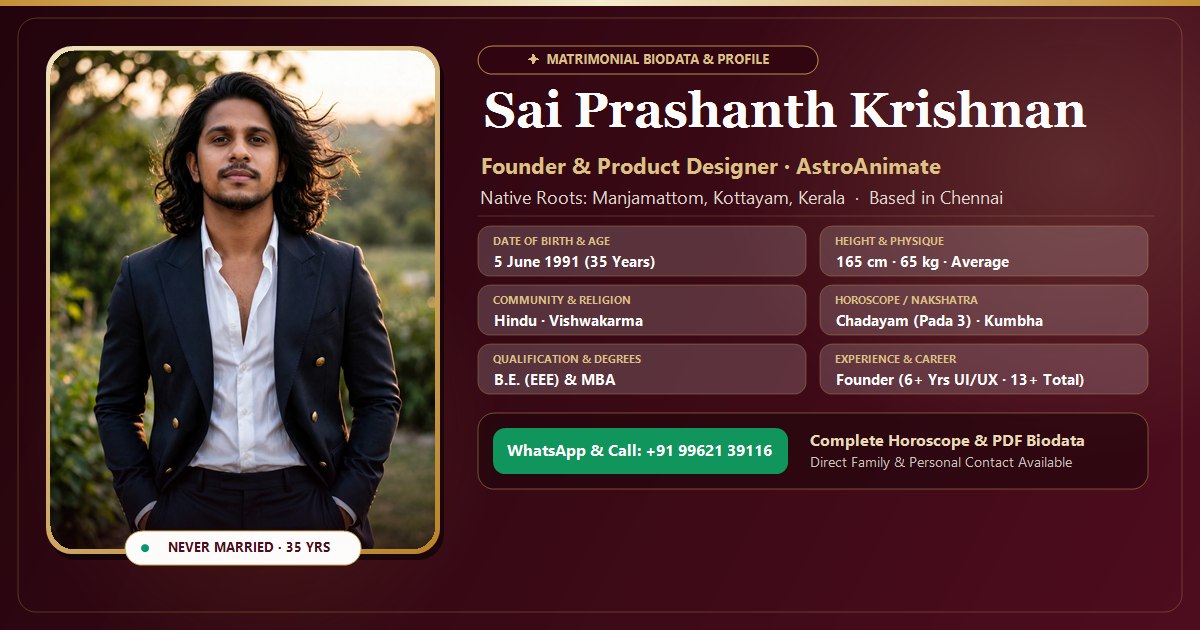 ✦ MATRIMONIAL BIODATA & PROFILE
Sai Prashanth Krishnan
Founder & Product Designer · AstroAnimate
Native Roots: Manjamattom, Kottayam, Kerala · Based in Chennai
DATE OF BIRTH & AGE
5 June 1991 (35 Years)
HEIGHT & PHYSIQUE
165 cm · 65 kg · Average
COMMUNITY & RELIGION
Hindu · Vishwakarma
HOROSCOPE / NAKSHATRA
Chadayam (Pada 3) · Kumbha
QUALIFICATION & DEGREES
B.E. (EEE) & MBA
EXPERIENCE & CAREER
Founder (6+ Yrs UI/UX · 13+ Total)
WhatsApp & Call: +91 99621 39116
Complete Horoscope & PDF Biodata
Direct Family & Personal Contact Available
NEVER MARRIED · 35 YRS